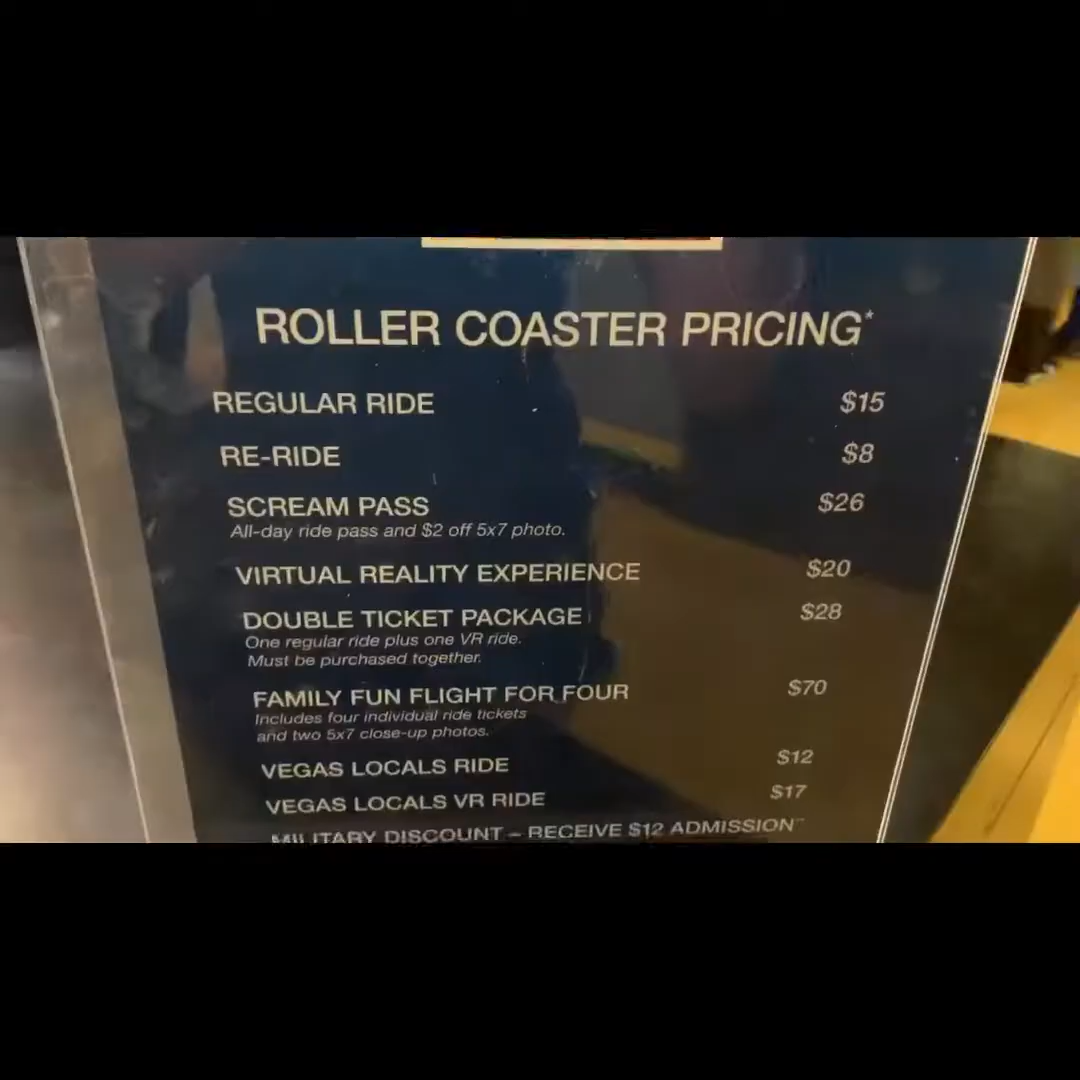 ROLLER COASTER PRICING*
REGULAR RIDE $15
RE-RIDE $8
SCREAM PASS $26
All-day ride pass and $2 off 5x7 photo.
VIRTUAL REALITY EXPERIENCE $20
DOUBLE TICKET PACKAGE $28
One regular ride plus one VR ride.
Must be purchased together.
FAMILY FUN FLIGHT FOR FOUR $70
Includes four individual ride tickets
and two 5x7 close-up photos.
VEGAS LOCALS RIDE $12
VEGAS LOCALS VR RIDE $17
MILITARY DISCOUNT – RECEIVE $12 ADMISSION**